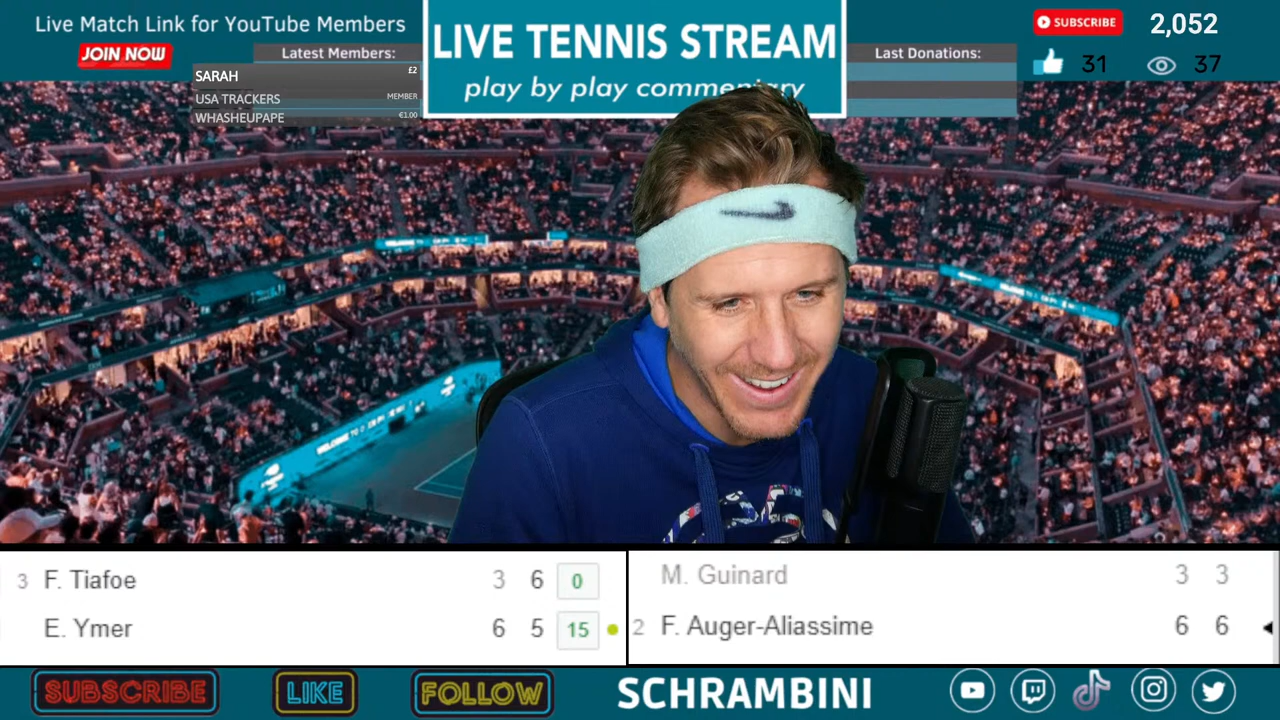 Live Match Link for YouTube Members
JOIN NOW
Latest Members:
SARAH £2
USA TRACKERS MEMBER
WHASHEUPAPE €1.00
LIVE TENNIS STREAM
play by play commentary
Last Donations:
SUBSCRIBE 2,052
31 37
3 F. Tiafoe 3 6 0
E. Ymer 6 5 15
M. Guinard 3 3
2 F. Auger-Aliassime 6 6
SUBSCRIBE LIKE FOLLOW SCHRAMBINI